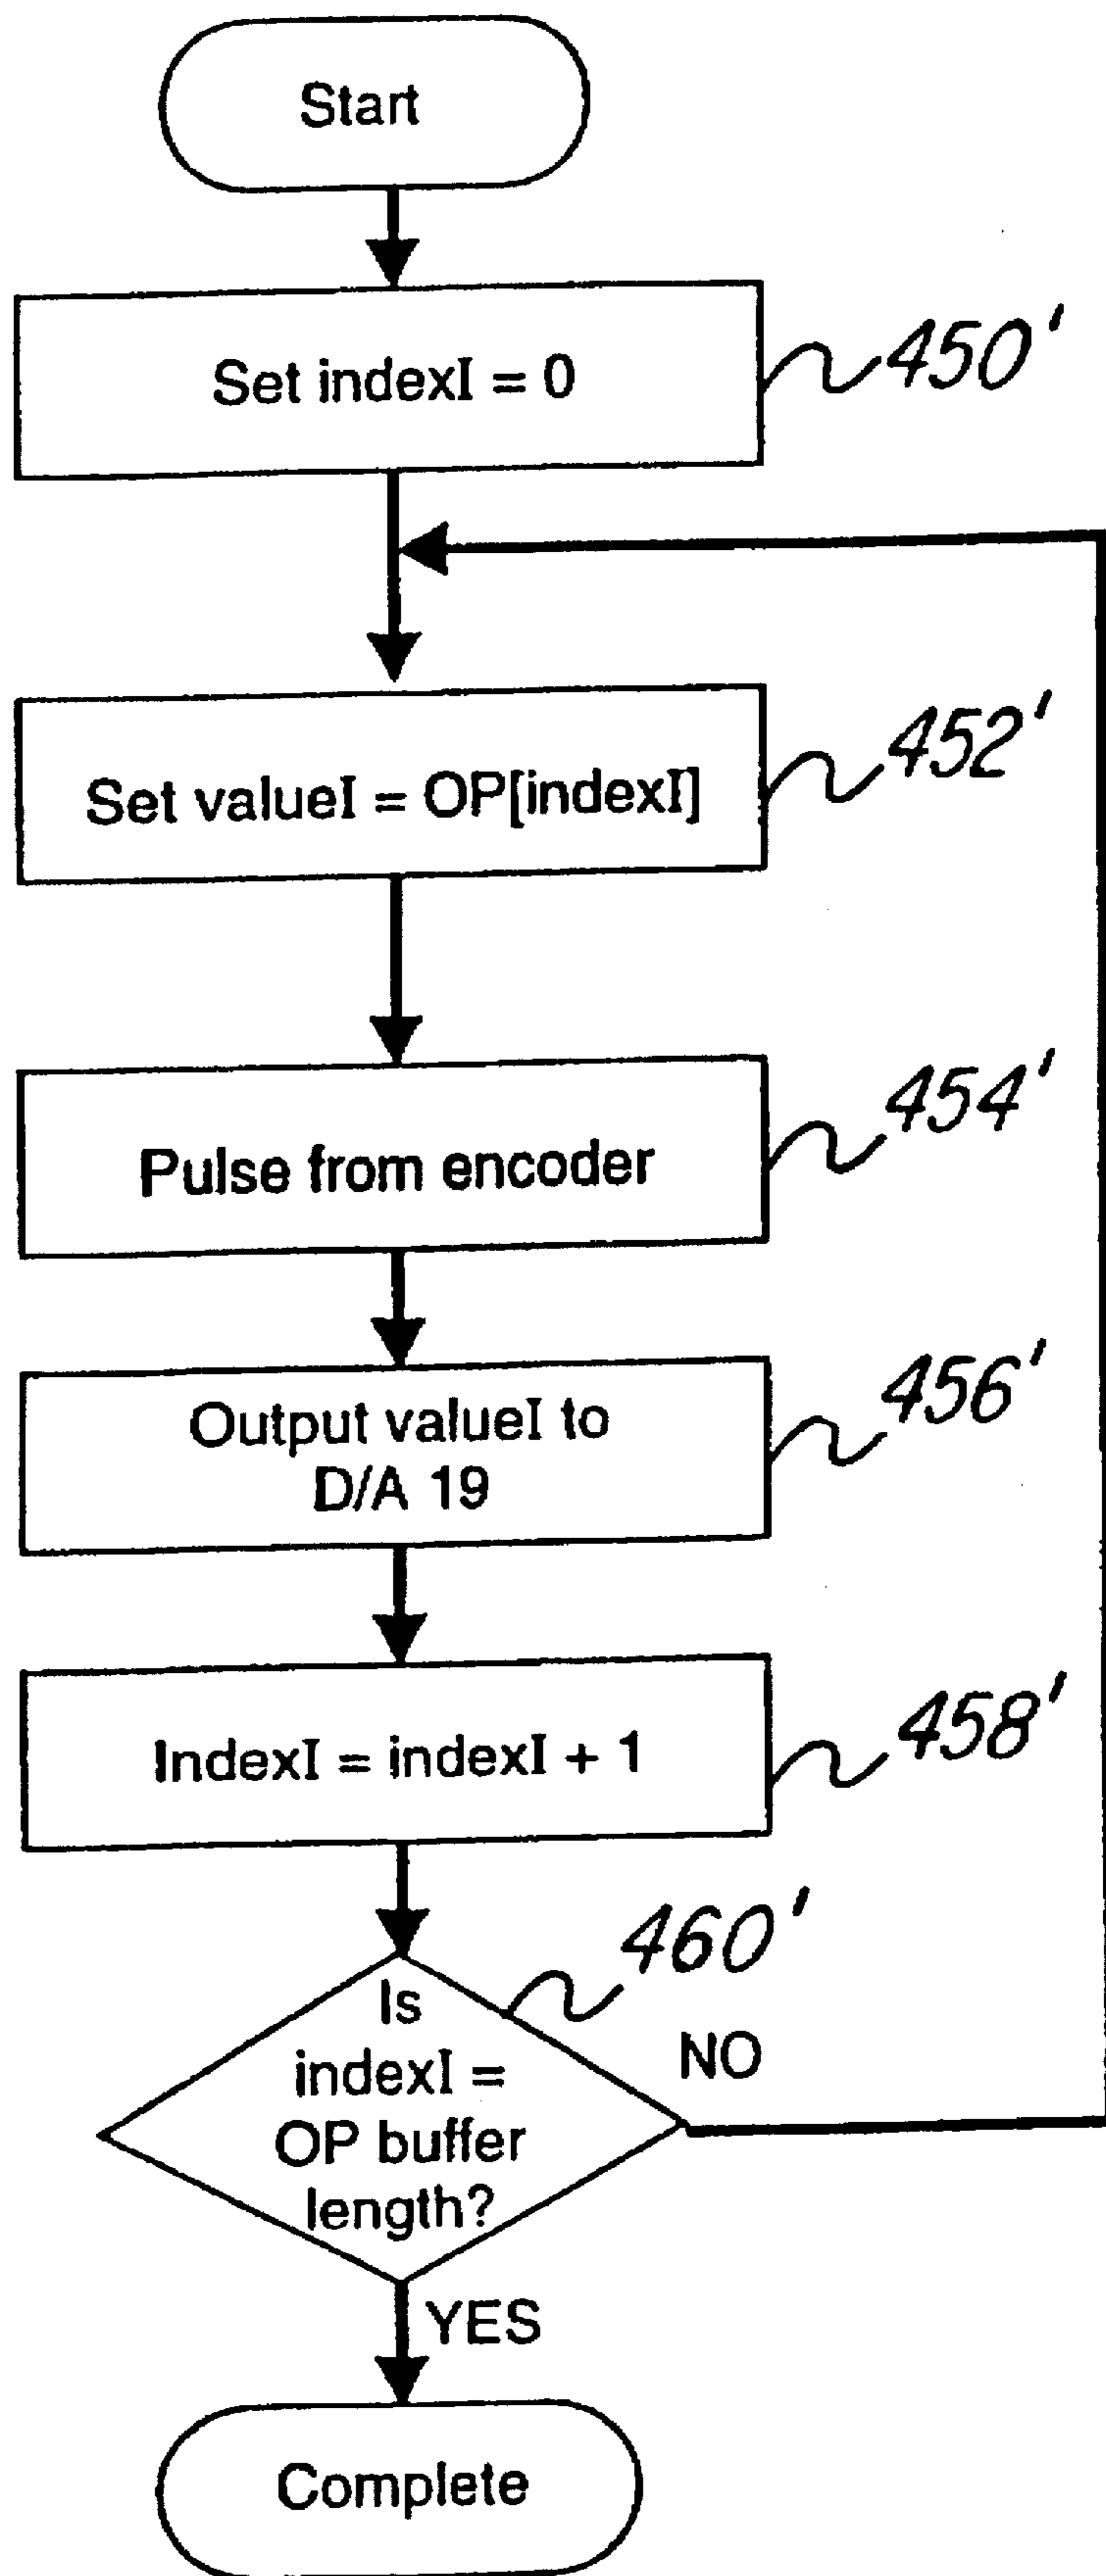 Start
Set indexI = 0
450'
Set valueI = OP[indexI]
452'
Pulse from encoder
454'
Output valueI to
D/A 19
456'
IndexI = indexI + 1
458'
460'
Is
indexI =
OP buffer
length?
NO
YES
Complete